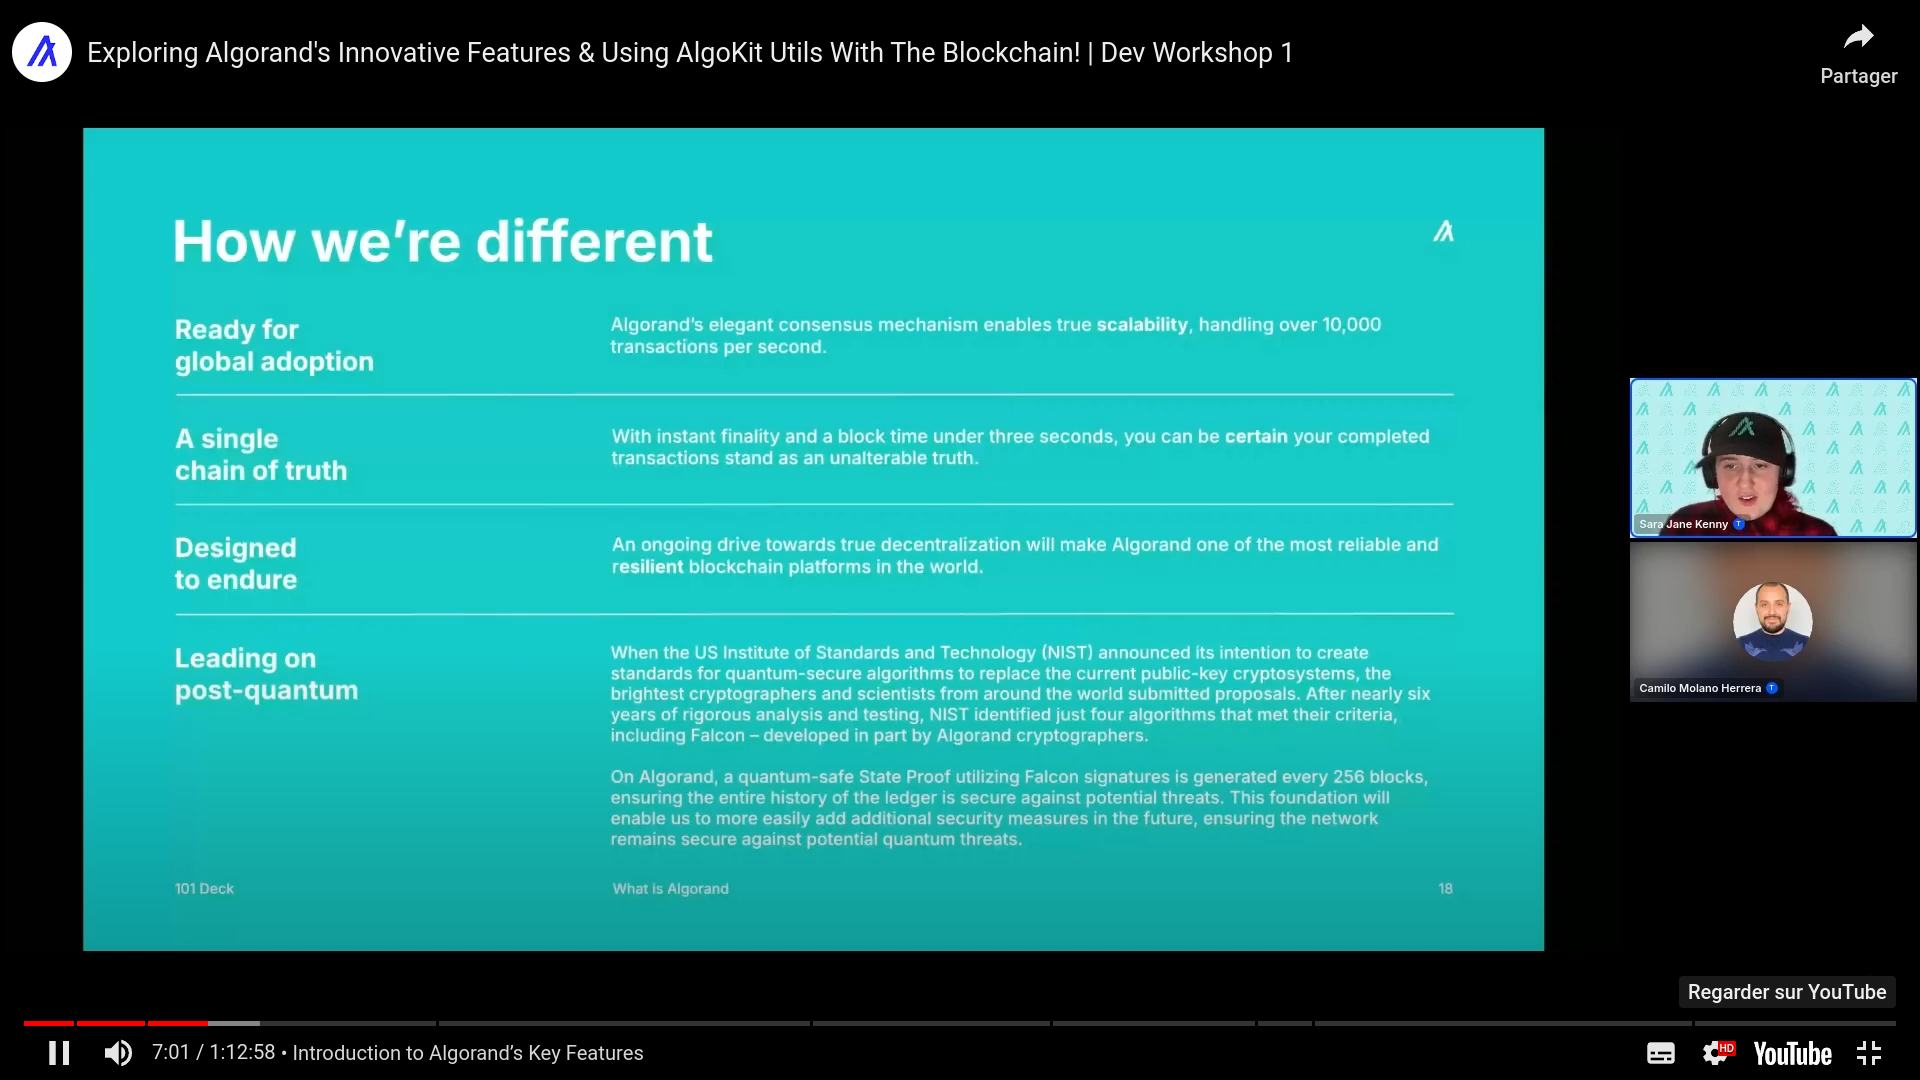 Exploring Algorand's Innovative Features & Using AlgoKit Utils With The Blockchain! | Dev Workshop 1
Partager
How we’re different
Ready for
global adoption
Algorand’s elegant consensus mechanism enables true scalability, handling over 10,000
transactions per second.
A single
chain of truth
With instant finality and a block time under three seconds, you can be certain your completed
transactions stand as an unalterable truth.
Designed
to endure
An ongoing drive towards true decentralization will make Algorand one of the most reliable and
resilient blockchain platforms in the world.
Leading on
post-quantum
When the US Institute of Standards and Technology (NIST) announced its intention to create
standards for quantum-secure algorithms to replace the current public-key cryptosystems, the
brightest cryptographers and scientists from around the world submitted proposals. After nearly six
years of rigorous analysis and testing, NIST identified just four algorithms that met their criteria,
including Falcon – developed in part by Algorand cryptographers.
On Algorand, a quantum-safe State Proof utilizing Falcon signatures is generated every 256 blocks,
ensuring the entire history of the ledger is secure against potential threats. This foundation will
enable us to more easily add additional security measures in the future, ensuring the network
remains secure against potential quantum threats.
101 Deck
What is Algorand
18
Sara Jane Kenny T
Camilo Molano Herrera T
Regarder sur YouTube
7:01 / 1:12:58 • Introduction to Algorand’s Key Features
HD
YouTube